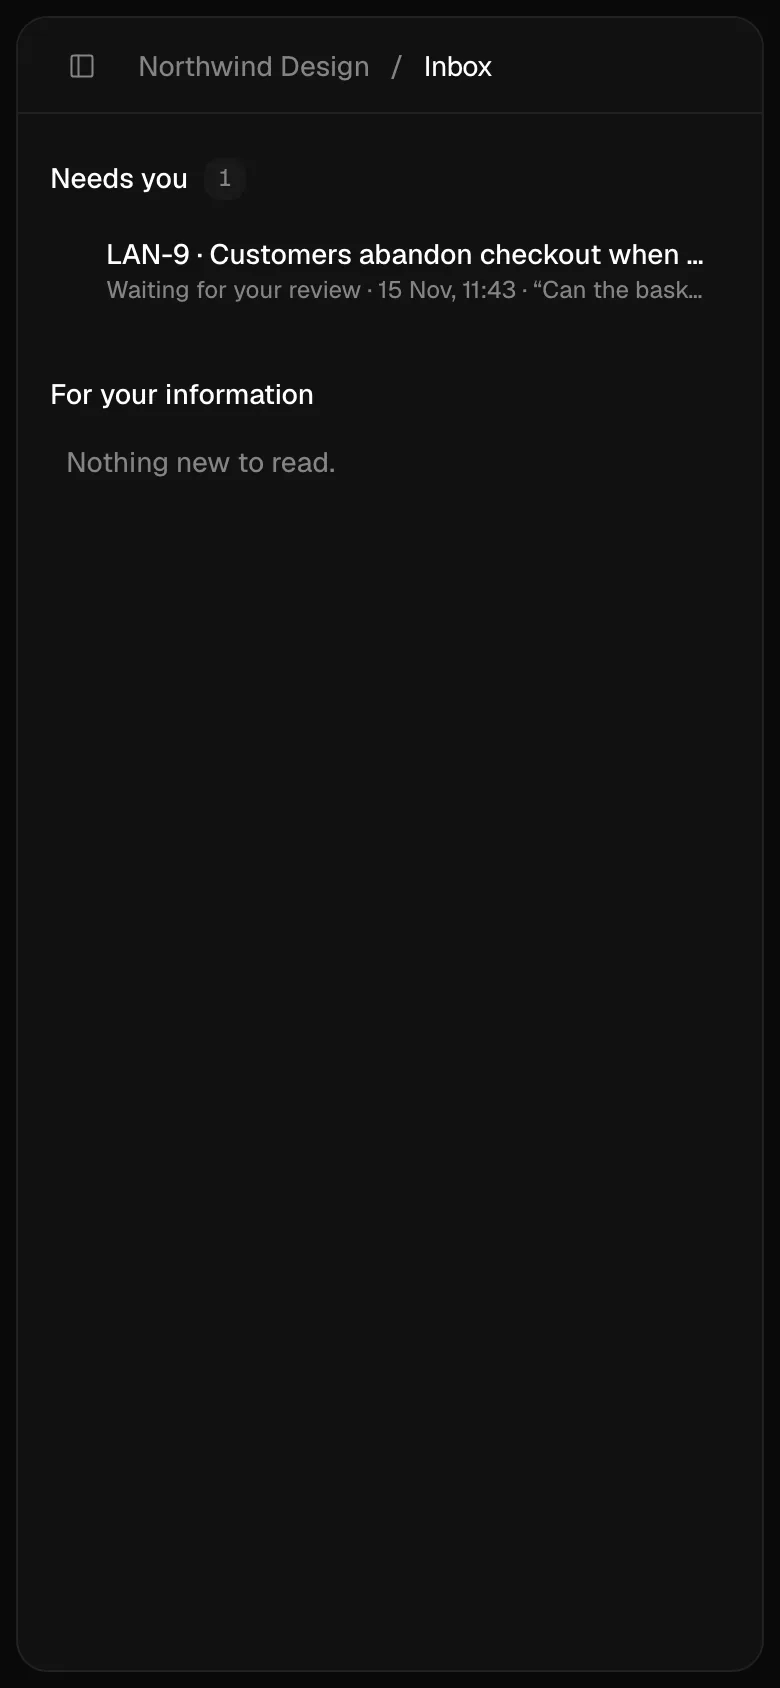 Northwind Design / Inbox
Needs you 1
LAN-9 · Customers abandon checkout when ...
Waiting for your review · 15 Nov, 11:43 · “Can the bask...
For your information
Nothing new to read.